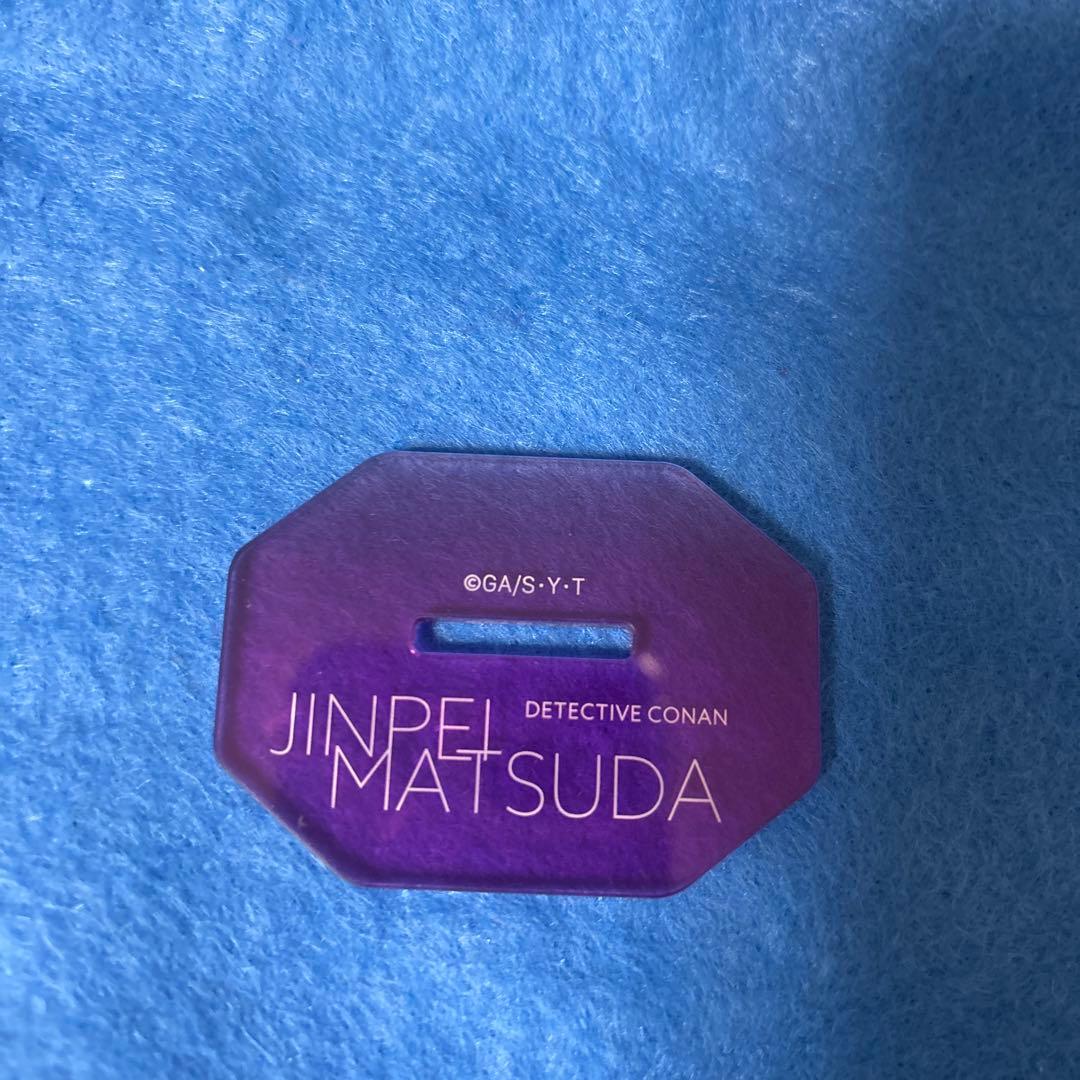 ©GA/S·Y·T
JINPEI
DETECTIVE CONAN
MATSUDA